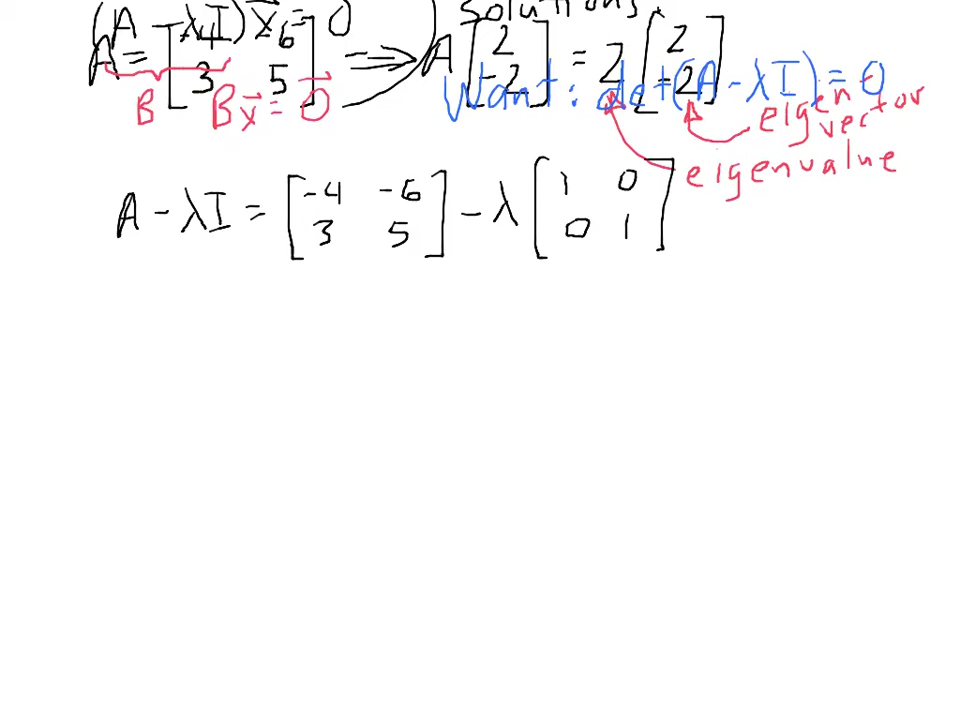 (A - λI) x⃗ = 0
solutions.
A = [-4 -6; 3 5] ⟹ A [2; -2] = 2 [2; -2]
Want: det(A - λI) = 0
B Bx⃗ = 0⃗
eigenvector
eigenvalue
A - λI = [-4 -6; 3 5] - λ [1 0; 0 1]